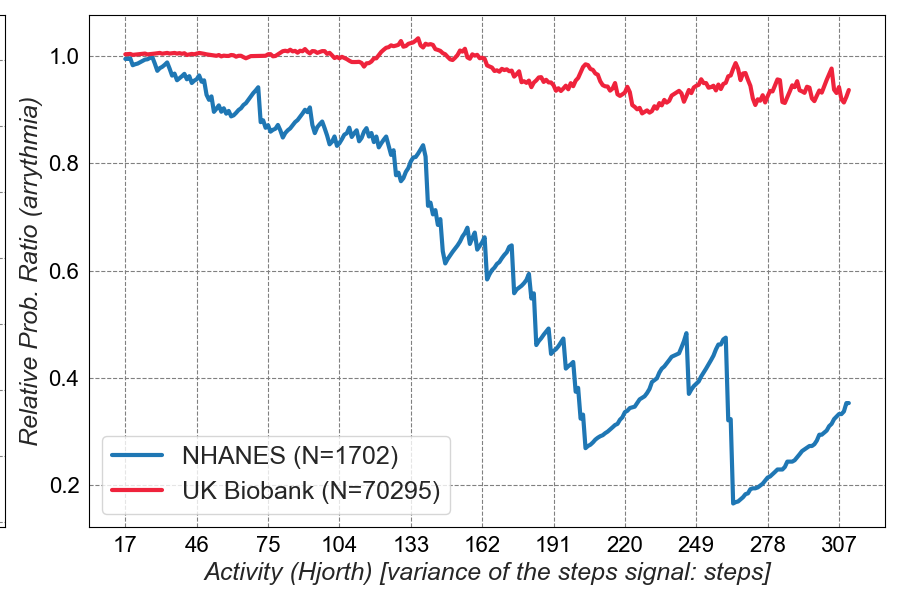 Relative Prob. Ratio (arrythmia)
1.0
0.8
0.6
0.4
0.2
NHANES (N=1702)
UK Biobank (N=70295)
17 46 75 104 133 162 191 220 249 278 307
Activity (Hjorth) [variance of the steps signal: steps]